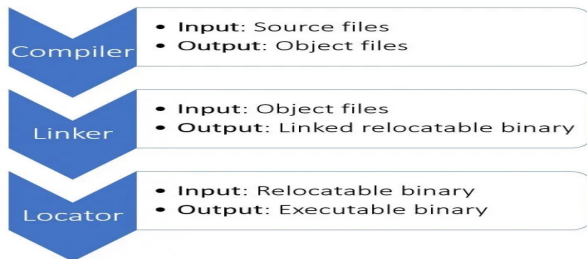 Compiler
• Input: Source files
• Output: Object files
Linker
• Input: Object files
• Output: Linked relocatable binary
Locator
• Input: Relocatable binary
• Output: Executable binary